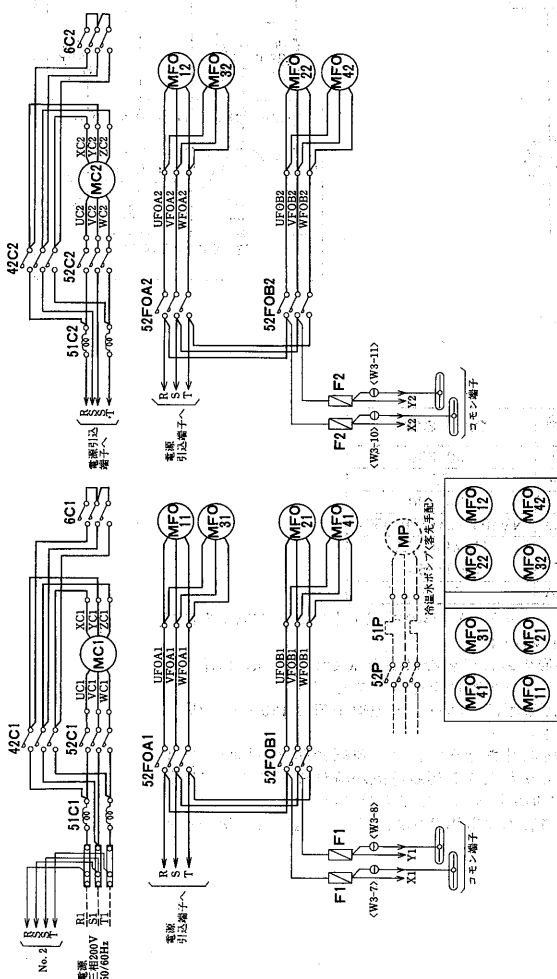 42C1
6C1
51C1
52C1
UC1
VC1
WC1
MC1
XC1
YC1
ZC1
No. 2
R
S
T
R1
S1
T1
電源
三相200V
50/60Hz
52FOA1
UFOA1
VFOA1
WFOA1
MFO
11
MFO
31
R
S
T
電源
引込端子へ
52FOB1
UFOB1
VFOB1
WFOB1
MFO
21
MFO
41
F1
F1
<W3-7>
<W3-8>
X1
Y1
コモン端子
52P
51P
MP
冷温水ポンプ<客先手配>
42C2
6C2
51C2
52C2
UC2
VC2
WC2
MC2
XC2
YC2
ZC2
R
S
T
電源引込
端子へ
52FOA2
UFOA2
VFOA2
WFOA2
MFO
12
MFO
32
R
S
T
電源
引込端子へ
52FOB2
UFOB2
VFOB2
WFOB2
MFO
22
MFO
42
F2
F2
<W3-10>
<W3-11>
X2
Y2
コモン端子
MFO
41
MFO
31
MFO
22
MFO
12
MFO
11
MFO
21
MFO
32
MFO
42